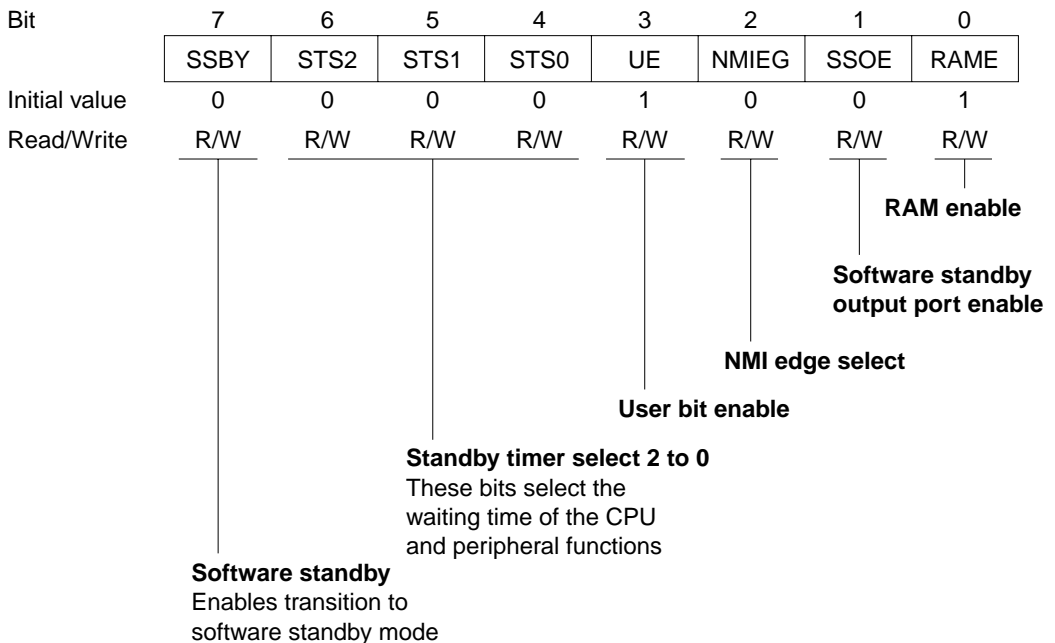 Bit 7 6 5 4 3 2 1 0
SSBY STS2 STS1 STS0 UE NMIEG SSOE RAME
Initial value 0 0 0 0 1 0 0 1
Read/Write R/W R/W R/W R/W R/W R/W R/W R/W
RAM enable
Software standby
output port enable
NMI edge select
User bit enable
Standby timer select 2 to 0
These bits select the
waiting time of the CPU
and peripheral functions
Software standby
Enables transition to
software standby mode